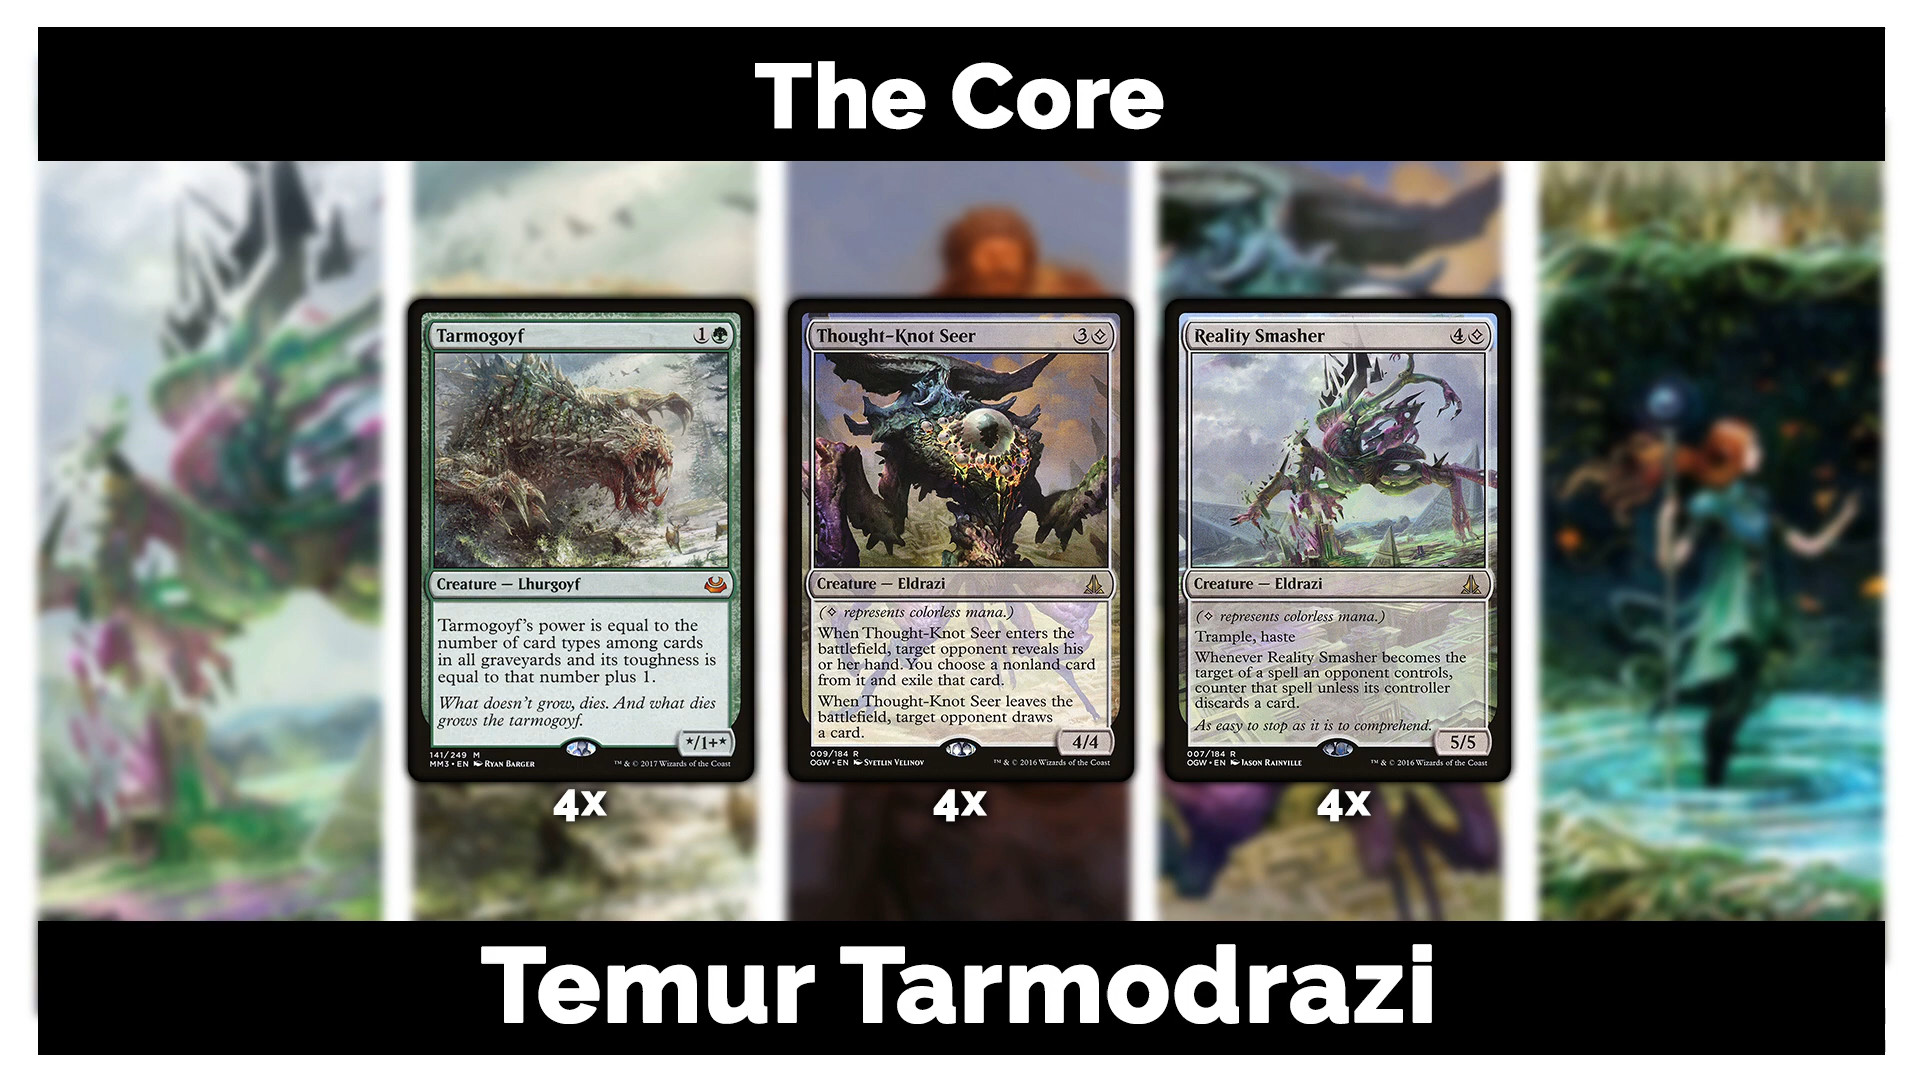 The Core
Tarmogoyf 1
Creature — Lhurgoyf
Tarmogoyf's power is equal to the
number of card types among cards
in all graveyards and its toughness is
equal to that number plus 1.
What doesn't grow, dies. And what dies
grows the tarmogoyf.
*/1+*
141/249 M
MM3 • EN RYAN BARGER
™ & © 2017 Wizards of the Coast
4x
Thought-Knot Seer 3
Creature — Eldrazi
( represents colorless mana.)
When Thought-Knot Seer enters the
battlefield, target opponent reveals his
or her hand. You choose a nonland card
from it and exile that card.
When Thought-Knot Seer leaves the
battlefield, target opponent draws
a card.
4/4
009/184 R
OGW • EN SVETLIN VELINOV
™ & © 2016 Wizards of the Coast
4x
Reality Smasher 4
Creature — Eldrazi
( represents colorless mana.)
Trample, haste
Whenever Reality Smasher becomes the
target of a spell an opponent controls,
counter that spell unless its controller
discards a card.
As easy to stop as it is to comprehend.
5/5
007/184 R
OGW • EN JASON RAINVILLE
™ & © 2016 Wizards of the Coast
4x
Temur Tarmodrazi